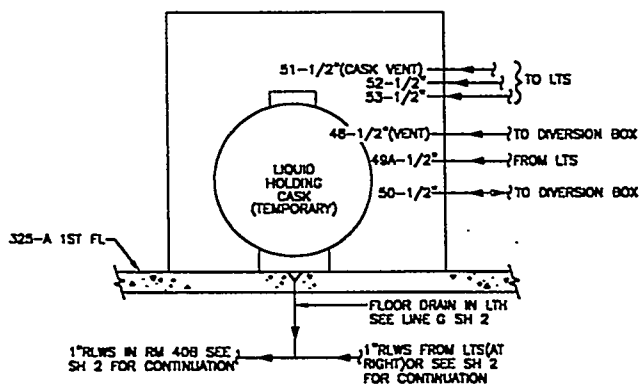 51-1/2"(CASK VENT)
52-1/2"
53-1/2"
TO LTS
48-1/2"(VENT)
TO DIVERSION BOX
49A-1/2"
FROM LTS
50-1/2"
TO DIVERSION BOX
LIQUID
HOLDING
CASK
(TEMPORARY)
325-A 1ST FL
FLOOR DRAIN IN LTH
SEE LINE G SH 2
1"RLWS IN RM 40B SEE
SH 2 FOR CONTINUATION
1"RLWS FROM LTS(AT
RIGHT)OR SEE SH 2
FOR CONTINUATION